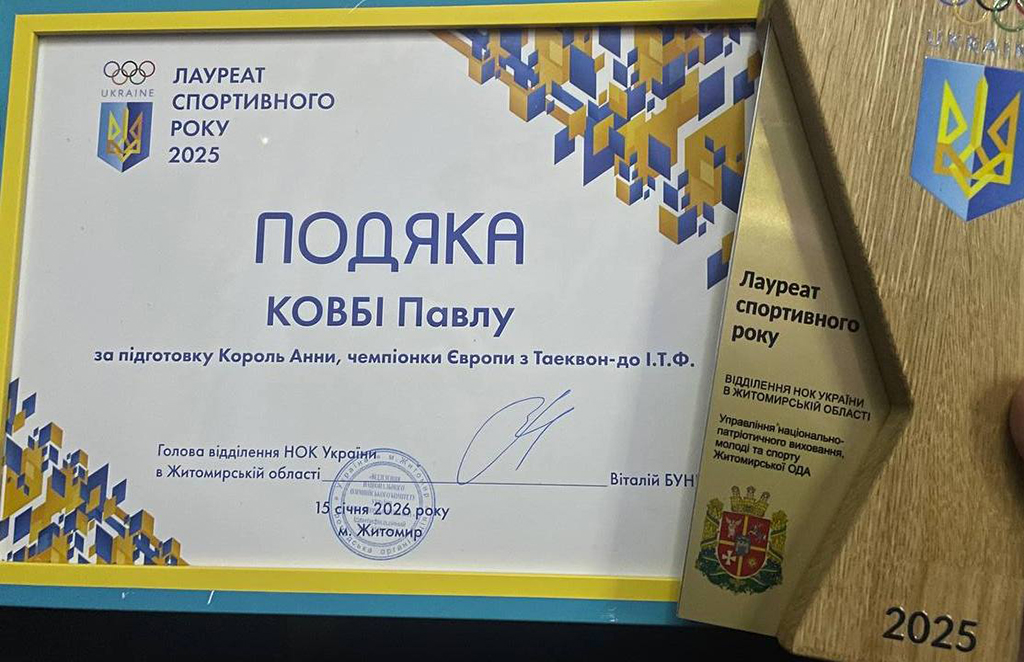 UKRAINE
ЛАУРЕАТ
СПОРТИВНОГО
РОКУ
2025
ПОДЯКА
КОВБІ Павлу
за підготовку Король Анни, чемпіонки Європи з Таеквон-до І.Т.Ф.
Голова відділення НОК України
в Житомирській області
Віталій БУН
15 січня 2026 року
м. Житомир
UKRAINE
Лауреат
спортивного
року
ВІДДІЛЕННЯ НОК УКРАЇНИ
В ЖИТОМИРСЬКІЙ ОБЛАСТІ
Управління національно-
патріотичного виховання,
молоді та спорту
Житомирської ОДА
2025